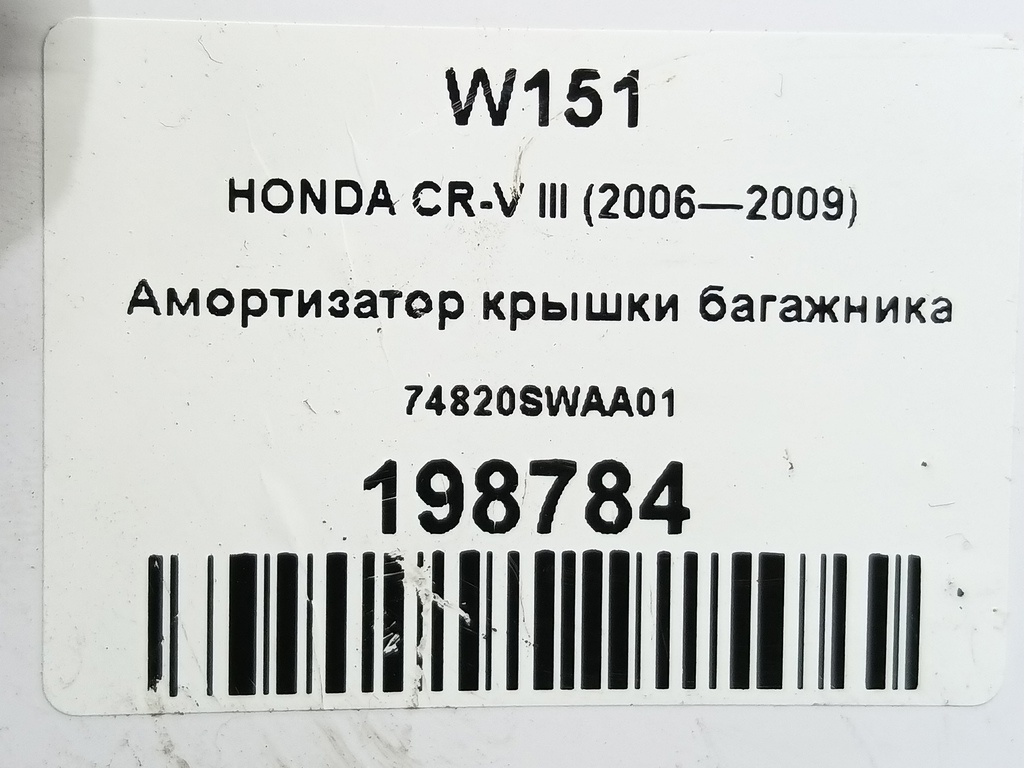 W151
HONDA CR-V III (2006—2009)
Амортизатор крышки багажника
74820SWAA01
198784